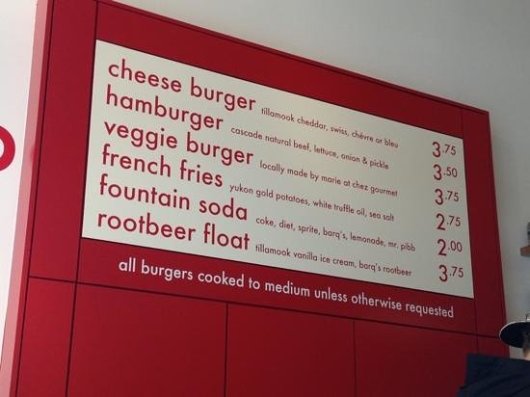 cheese burger tillamook cheddar, swiss, chévre or bleu 3.75
hamburger cascade natural beef, lettuce, onion & pickle 3.50
veggie burger locally made by marie at chez gourmet 3.75
french fries yukon gold potatoes, white truffle oil, sea salt 2.75
fountain soda coke, diet, sprite, barq's, lemonade, mr. pibb 2.00
rootbeer float tillamook vanilla ice cream, barq's rootbeer 3.75
all burgers cooked to medium unless otherwise requested